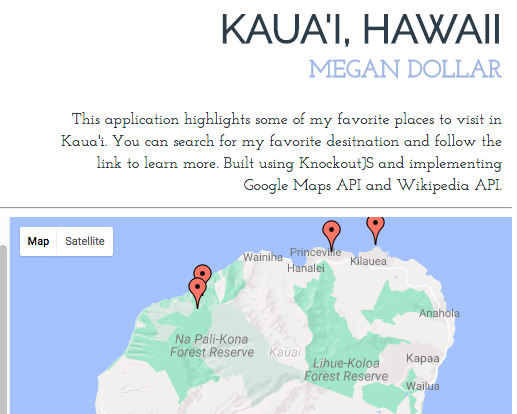 KAUA'I, HAWAII
MEGAN DOLLAR
This application highlights some of my favorite places to visit in
Kaua'i. You can search for my favorite desitnation and follow the
link to learn more. Built using KnockoutJS and implementing
Google Maps API and Wikipedia API.
Map
Satellite
Wainina
Princeville
Hanalei
Kilauea
Anahola
Na Pali-Kona
Forest Reserve
Kauai
Lihue-Koloa
Forest Reserve
Kapaa
Wailua